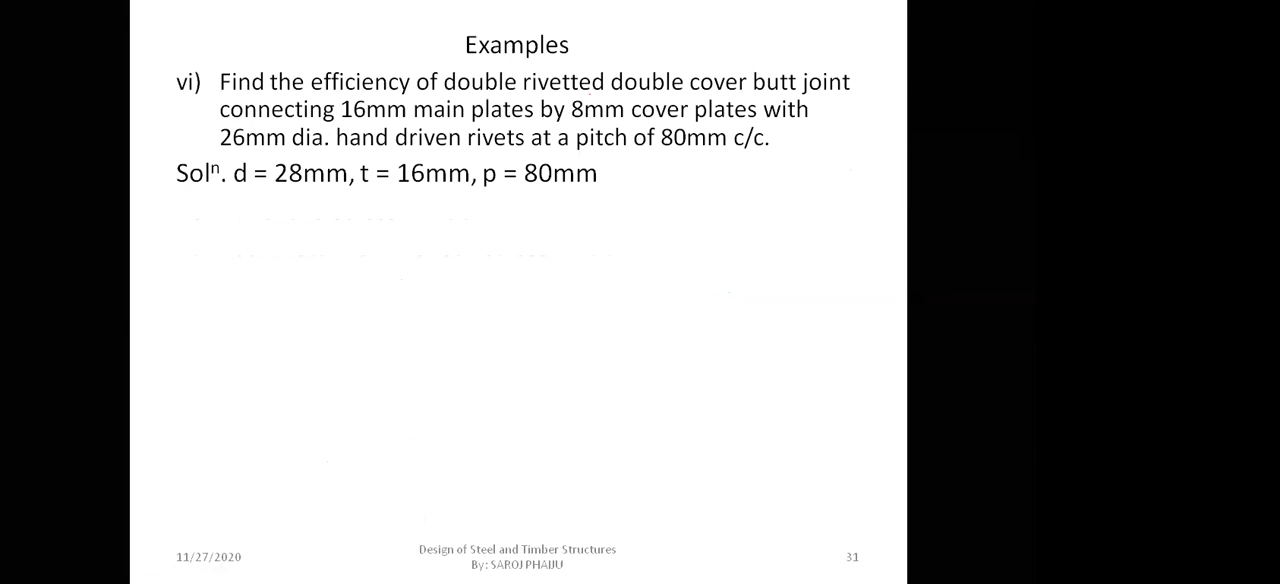 Examples
vi) Find the efficiency of double rivetted double cover butt joint
connecting 16mm main plates by 8mm cover plates with
26mm dia. hand driven rivets at a pitch of 80mm c/c.
Solⁿ. d = 28mm, t = 16mm, p = 80mm
11/27/2020
Design of Steel and Timber Structures
By: SAROJ PHAIJU
31